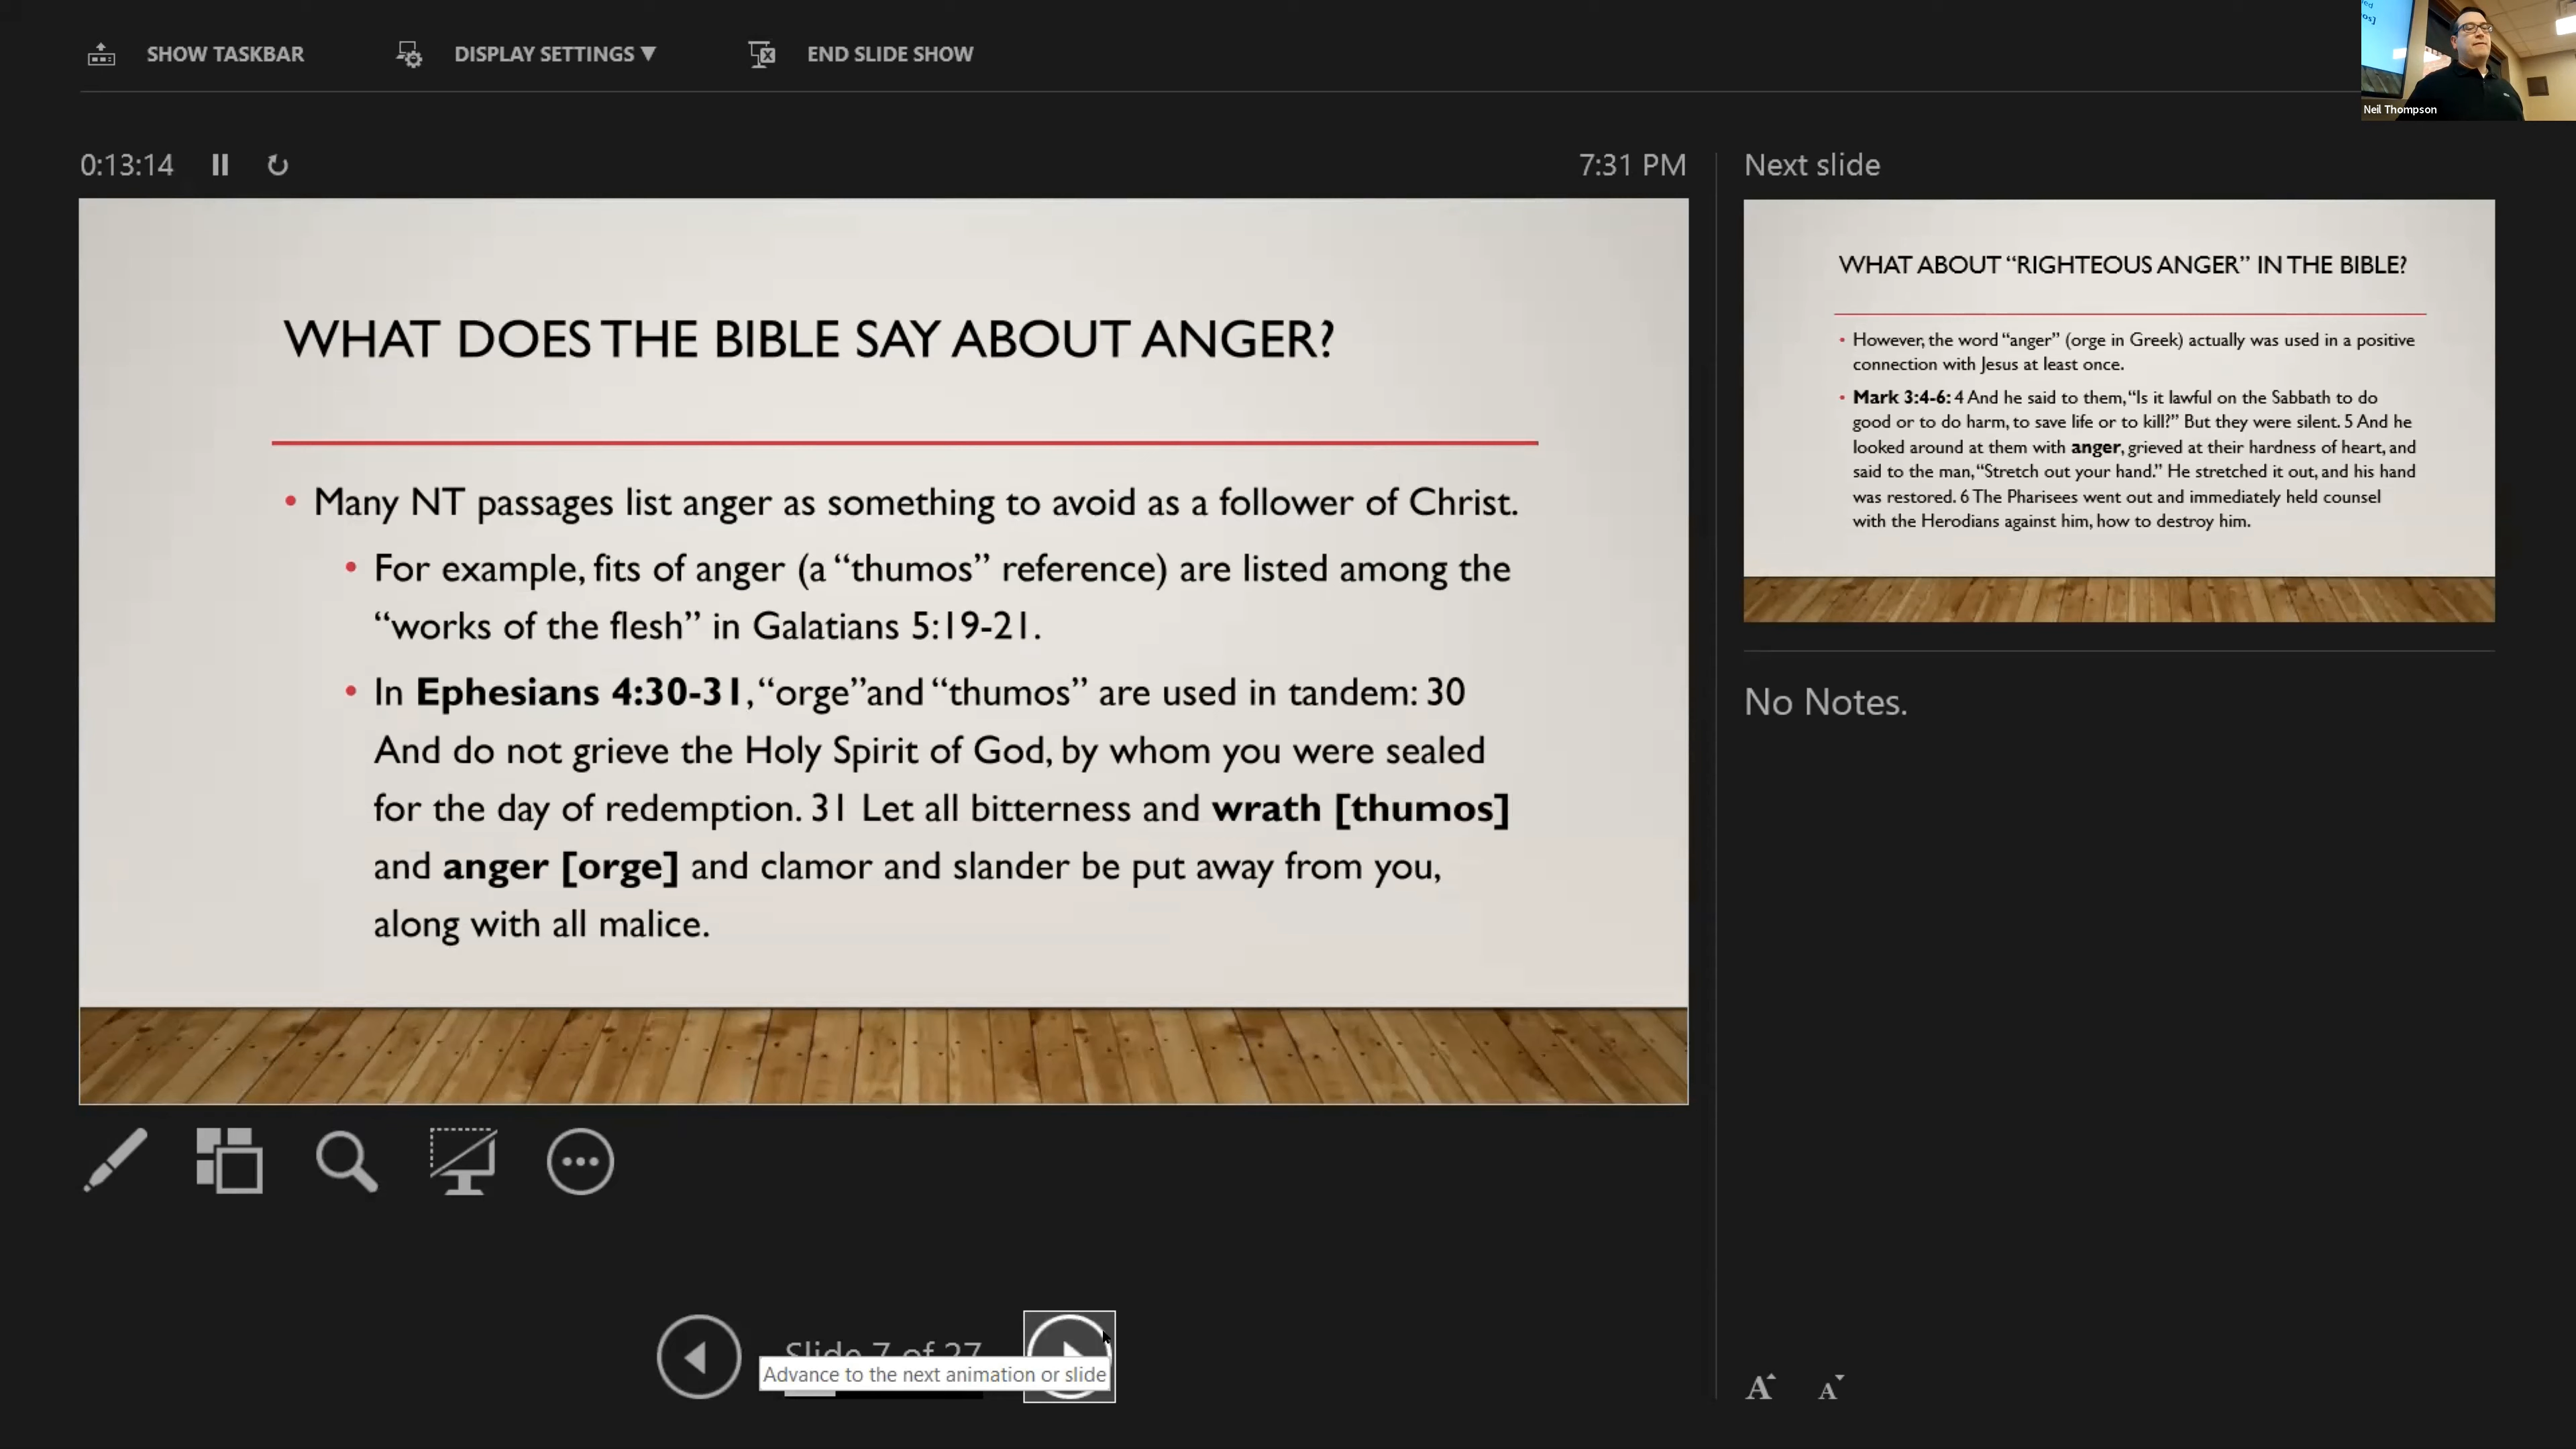 SHOW TASKBAR
DISPLAY SETTINGS ▼
END SLIDE SHOW
Neil Thompson
0:13:14
7:31 PM
WHAT DOES THE BIBLE SAY ABOUT ANGER?
• Many NT passages list anger as something to avoid as a follower of Christ.
• For example, fits of anger (a “thumos” reference) are listed among the
“works of the flesh” in Galatians 5:19-21.
• In Ephesians 4:30-31, “orge”and “thumos” are used in tandem: 30
And do not grieve the Holy Spirit of God, by whom you were sealed
for the day of redemption. 31 Let all bitterness and wrath [thumos]
and anger [orge] and clamor and slander be put away from you,
along with all malice.
Next slide
WHAT ABOUT “RIGHTEOUS ANGER” IN THE BIBLE?
• However, the word “anger” (orge in Greek) actually was used in a positive
connection with Jesus at least once.
• Mark 3:4-6: 4 And he said to them, “Is it lawful on the Sabbath to do
good or to do harm, to save life or to kill?” But they were silent. 5 And he
looked around at them with anger, grieved at their hardness of heart, and
said to the man, “Stretch out your hand.” He stretched it out, and his hand
was restored. 6 The Pharisees went out and immediately held counsel
with the Herodians against him, how to destroy him.
No Notes.
Slide 7 of 27
Advance to the next animation or slide
A A